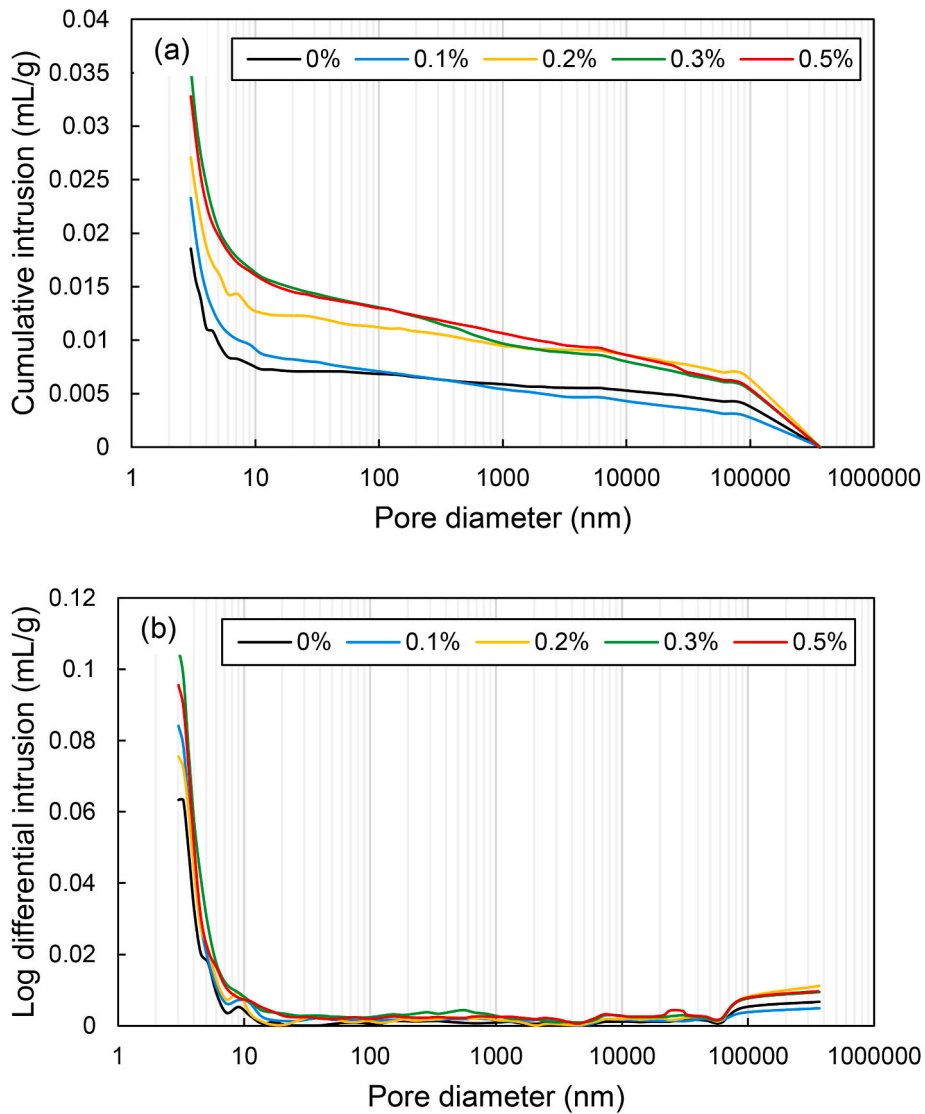 (a)
0% 0.1% 0.2% 0.3% 0.5%
0.04
0.035
0.03
0.025
0.02
0.015
0.01
0.005
0
Cumulative intrusion (mL/g)
1 10 100 1000 10000 100000 1000000
Pore diameter (nm)
(b)
0% 0.1% 0.2% 0.3% 0.5%
0.12
0.1
0.08
0.06
0.04
0.02
0
Log differential intrusion (mL/g)
1 10 100 1000 10000 100000 1000000
Pore diameter (nm)